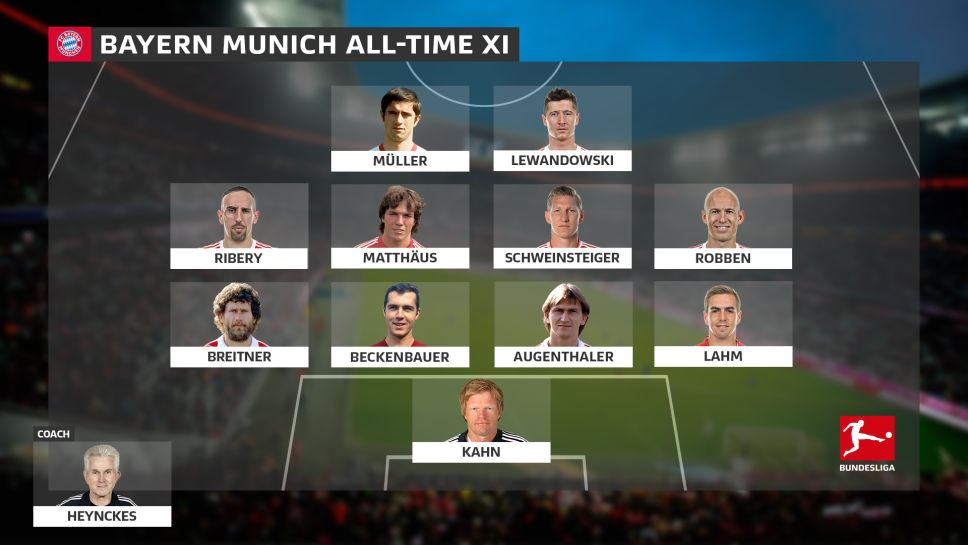 BAYERN MUNICH ALL-TIME XI
MÜLLER
LEWANDOWSKI
RIBERY
MATTHÄUS
SCHWEINSTEIGER
ROBBEN
BREITNER
BECKENBAUER
AUGENTHALER
LAHM
KAHN
COACH
HEYNCKES
BUNDESLIGA